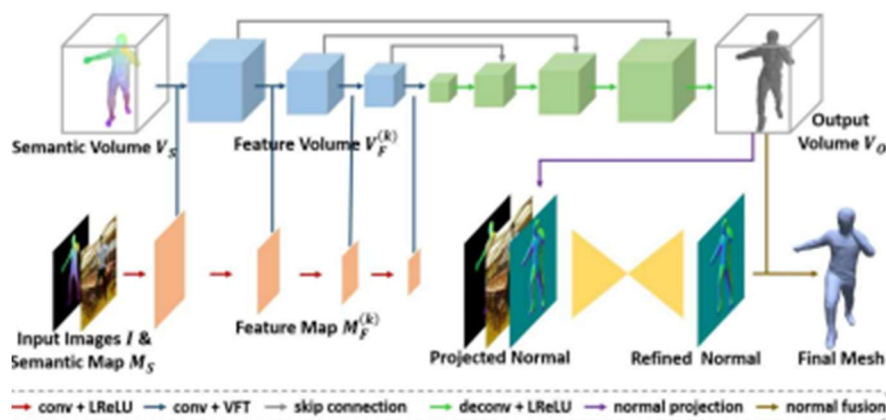 Semantic Volume V_S
Feature Volume V_F^(k)
Output
Volume V_O
Input Images I &
Semantic Map M_S
Feature Map M_F^(k)
Projected Normal
Refined Normal
Final Mesh
conv + LReLU
conv + VFT
skip connection
deconv + LReLU
normal projection
normal fusion